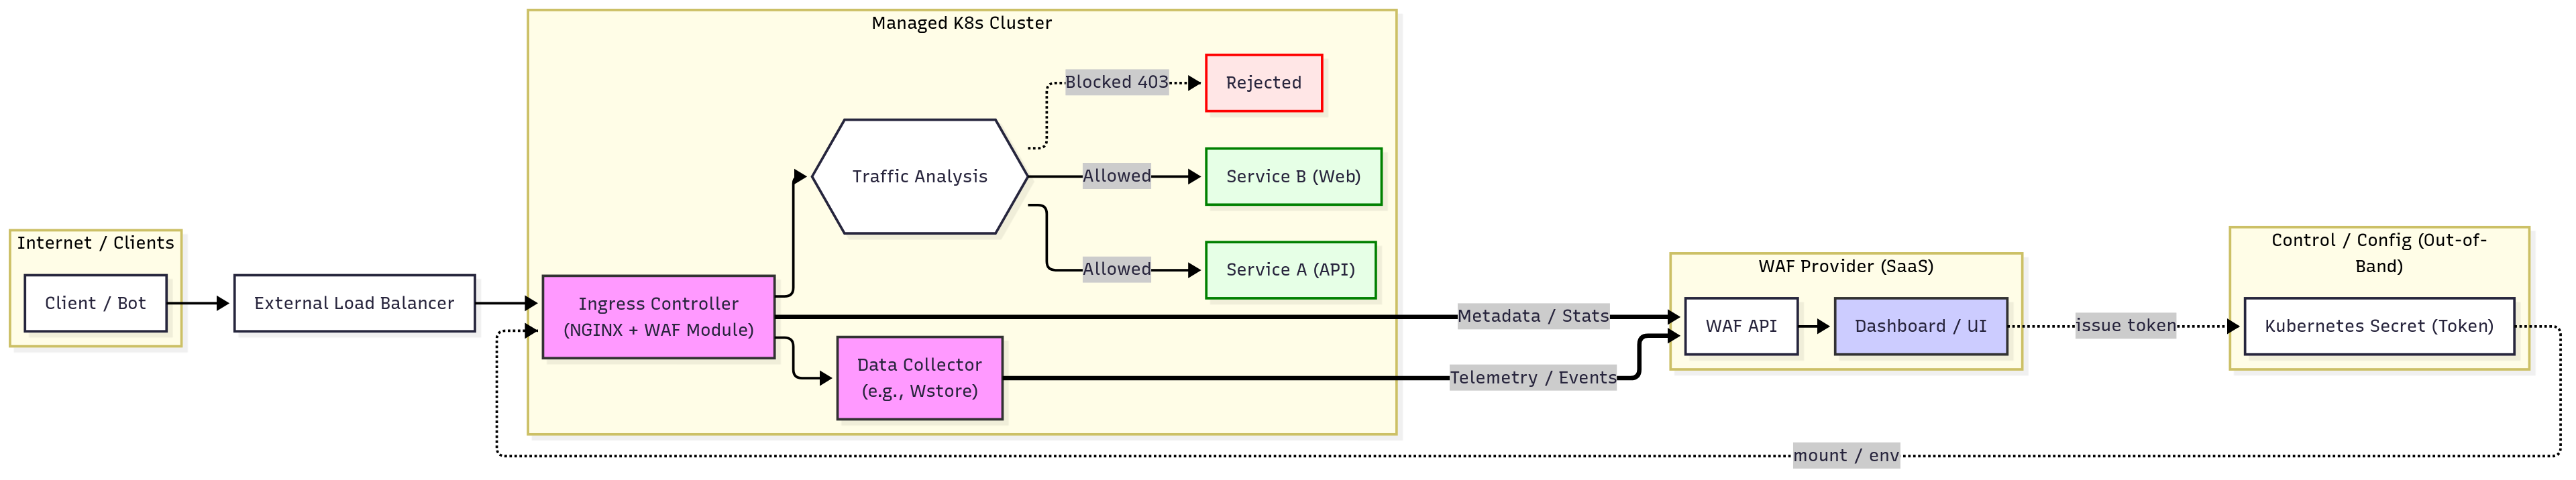 Managed K8s Cluster
Blocked 403
Rejected
Traffic Analysis
Allowed
Service B (Web)
Allowed
Service A (API)
Internet / Clients
Client / Bot
External Load Balancer
Ingress Controller
(NGINX + WAF Module)
Data Collector
(e.g., Wstore)
Metadata / Stats
Telemetry / Events
WAF Provider (SaaS)
WAF API
Dashboard / UI
issue token
Control / Config (Out-of-
Band)
Kubernetes Secret (Token)
mount / env